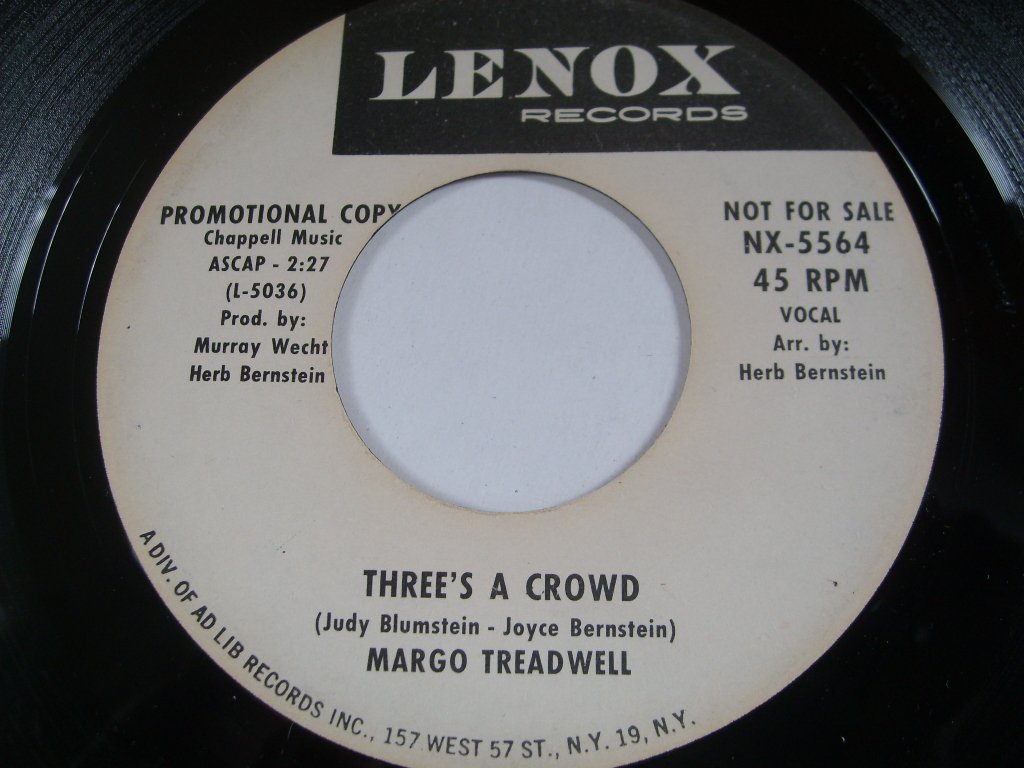 LENOX
RECORDS
PROMOTIONAL COPY
Chappell Music
ASCAP - 2:27
(L-5036)
Prod. by:
Murray Wecht
Herb Bernstein
NOT FOR SALE
NX-5564
45 RPM
VOCAL
Arr. by:
Herb Bernstein
THREE'S A CROWD
(Judy Blumstein - Joyce Bernstein)
MARGO TREADWELL
A DIV. OF AD LIB RECORDS INC., 157 WEST 57 ST., N.Y. 19, N.Y.